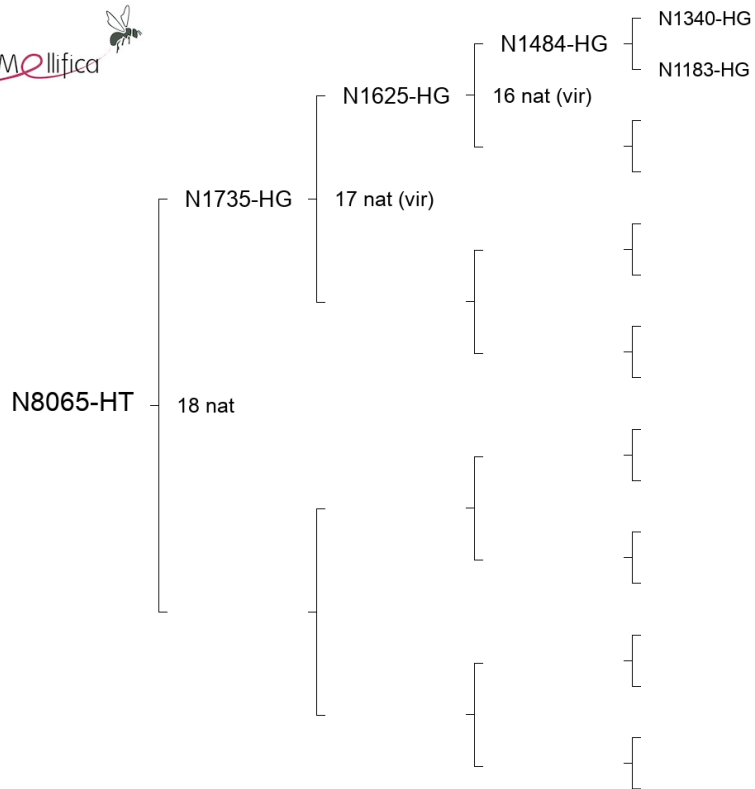 Mellifica
N1340-HG
N1484-HG
N1183-HG
N1625-HG
16 nat (vir)
N1735-HG
17 nat (vir)
N8065-HT
18 nat